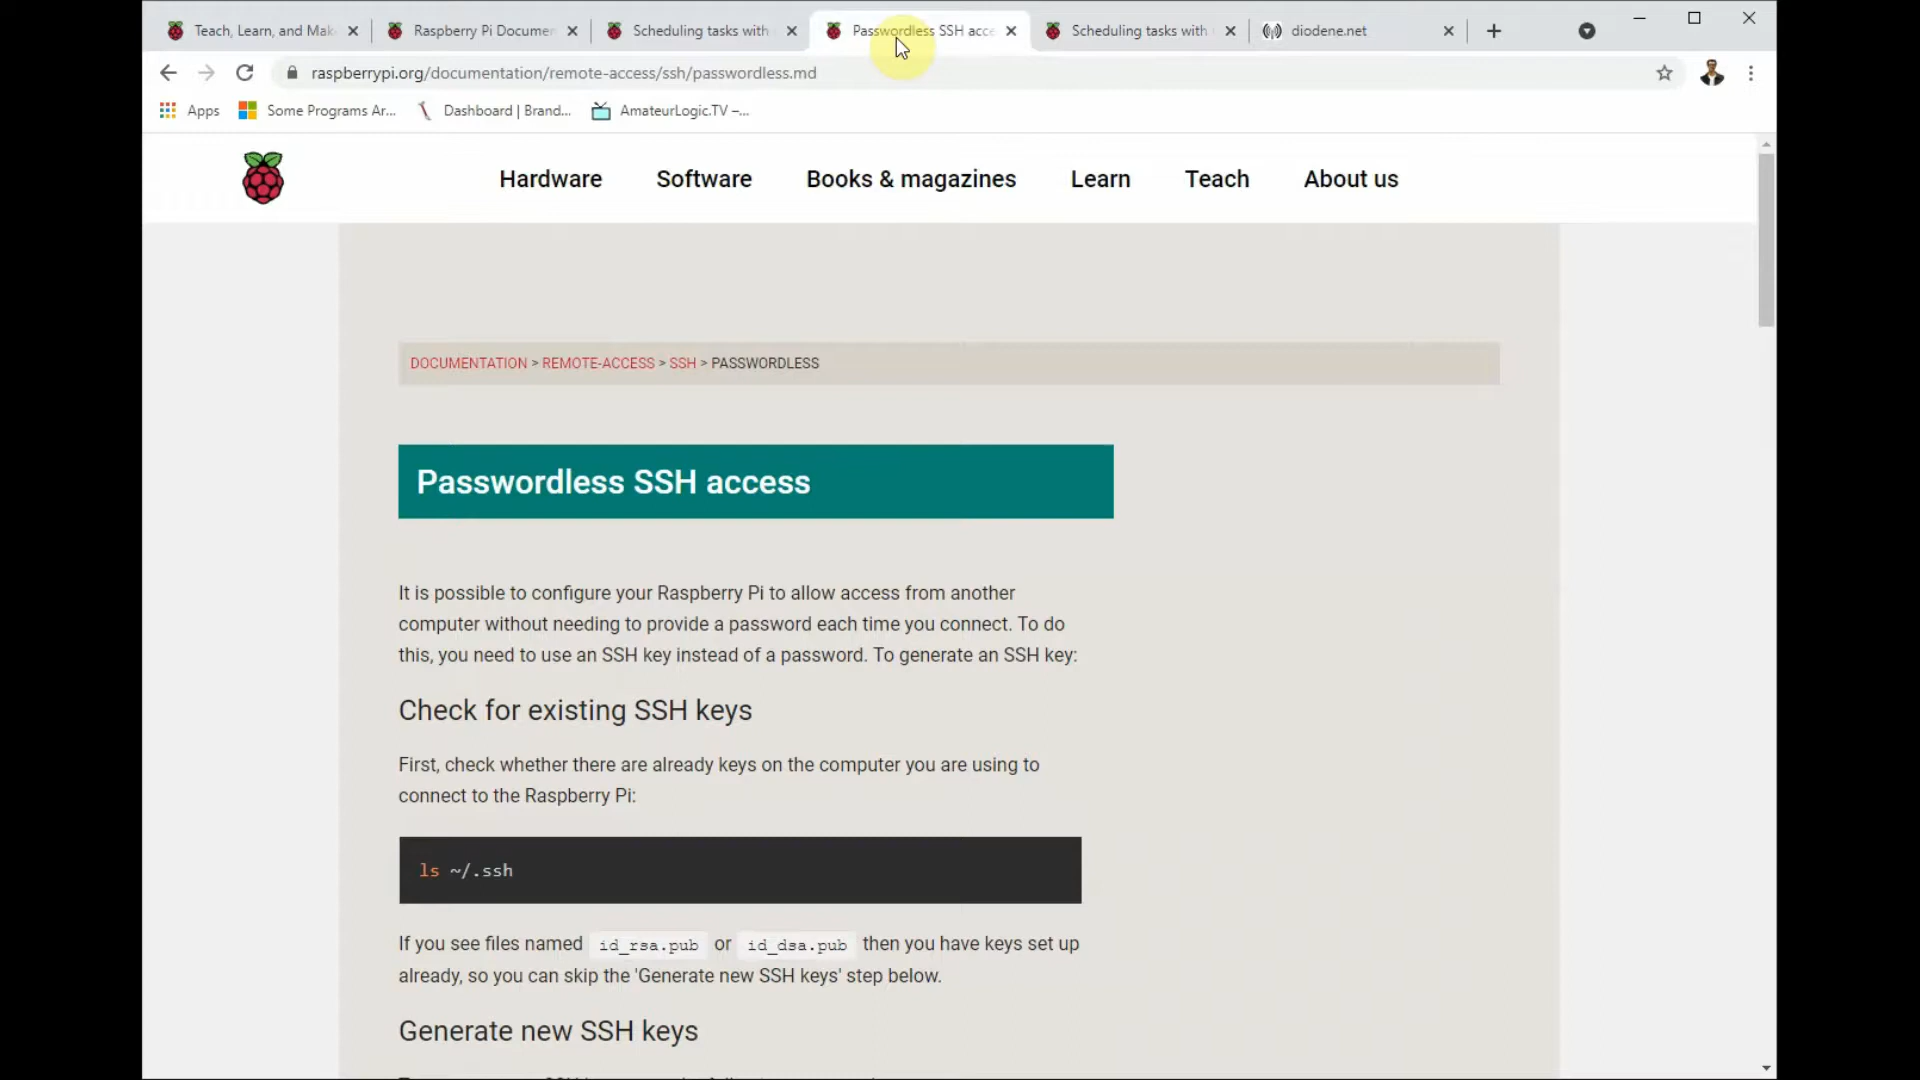 Teach, Learn, and Mak
Raspberry Pi Documen
Scheduling tasks with
Passwordless SSH acce
Scheduling tasks with
diodene.net
raspberrypi.org/documentation/remote-access/ssh/passwordless.md
Apps
Some Programs Ar...
Dashboard | Brand...
AmateurLogic.TV –...
Hardware
Software
Books & magazines
Learn
Teach
About us
DOCUMENTATION > REMOTE-ACCESS > SSH > PASSWORDLESS
Passwordless SSH access
It is possible to configure your Raspberry Pi to allow access from another
computer without needing to provide a password each time you connect. To do
this, you need to use an SSH key instead of a password. To generate an SSH key:
Check for existing SSH keys
First, check whether there are already keys on the computer you are using to
connect to the Raspberry Pi:
ls ~/.ssh
If you see files named id_rsa.pub or id_dsa.pub then you have keys set up
already, so you can skip the 'Generate new SSH keys' step below.
Generate new SSH keys